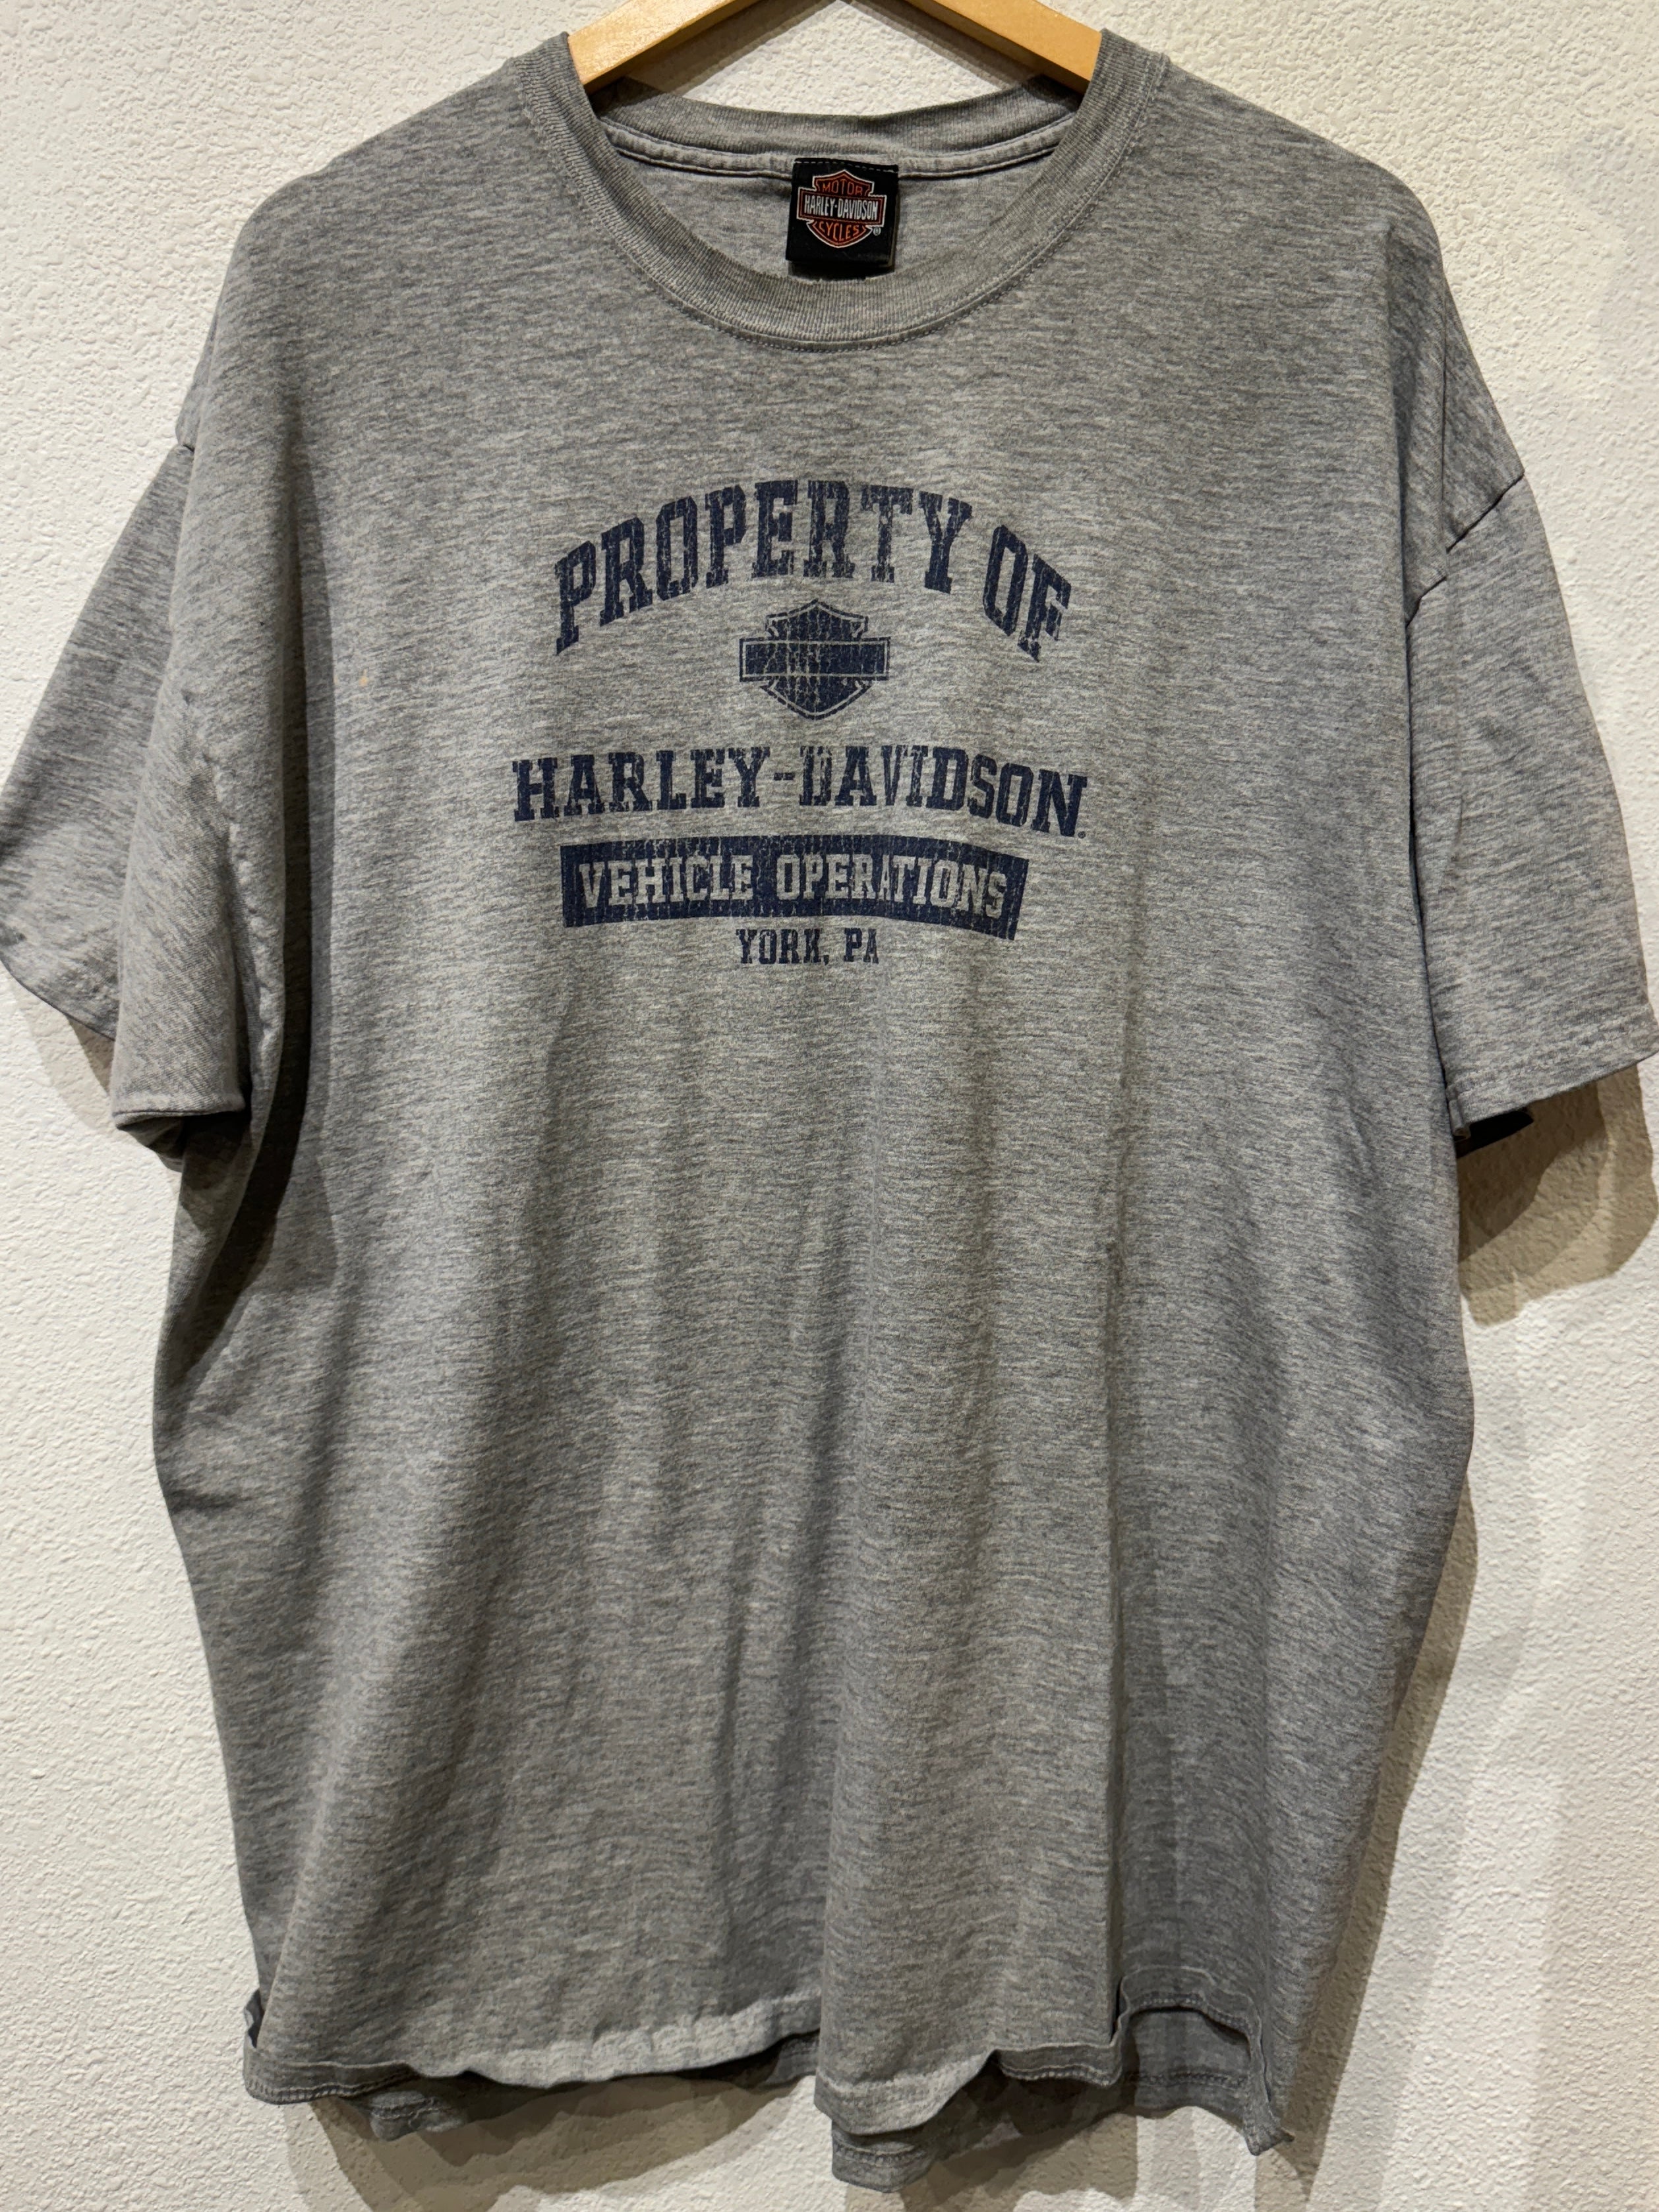 MOTOR
HARLEY-DAVIDSON
CYCLES
®
PROPERTY OF
HARLEY-DAVIDSON
VEHICLE OPERATIONS
YORK, PA